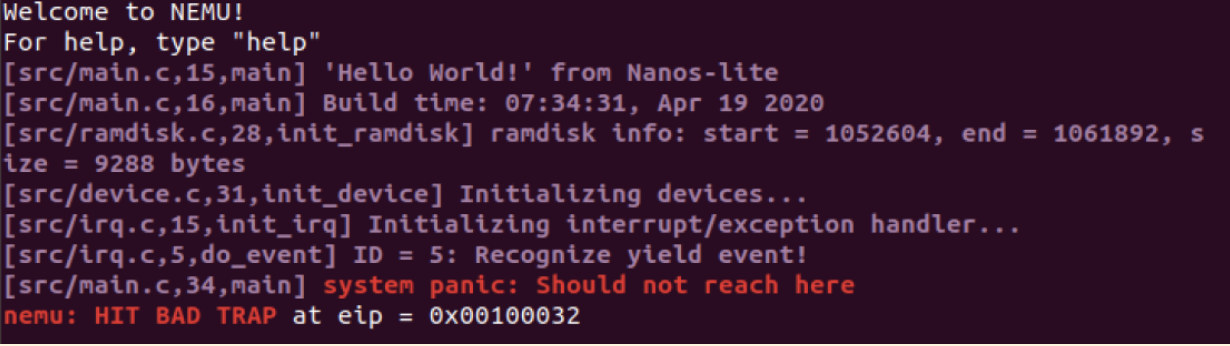 Welcome to NEMU!
For help, type "help"
[src/main.c,15,main] 'Hello World!' from Nanos-lite
[src/main.c,16,main] Build time: 07:34:31, Apr 19 2020
[src/ramdisk.c,28,init_ramdisk] ramdisk info: start = 1052604, end = 1061892, s
ize = 9288 bytes
[src/device.c,31,init_device] Initializing devices...
[src/irq.c,15,init_irq] Initializing interrupt/exception handler...
[src/irq.c,5,do_event] ID = 5: Recognize yield event!
[src/main.c,34,main] system panic: Should not reach here
nemu: HIT BAD TRAP at eip = 0x00100032